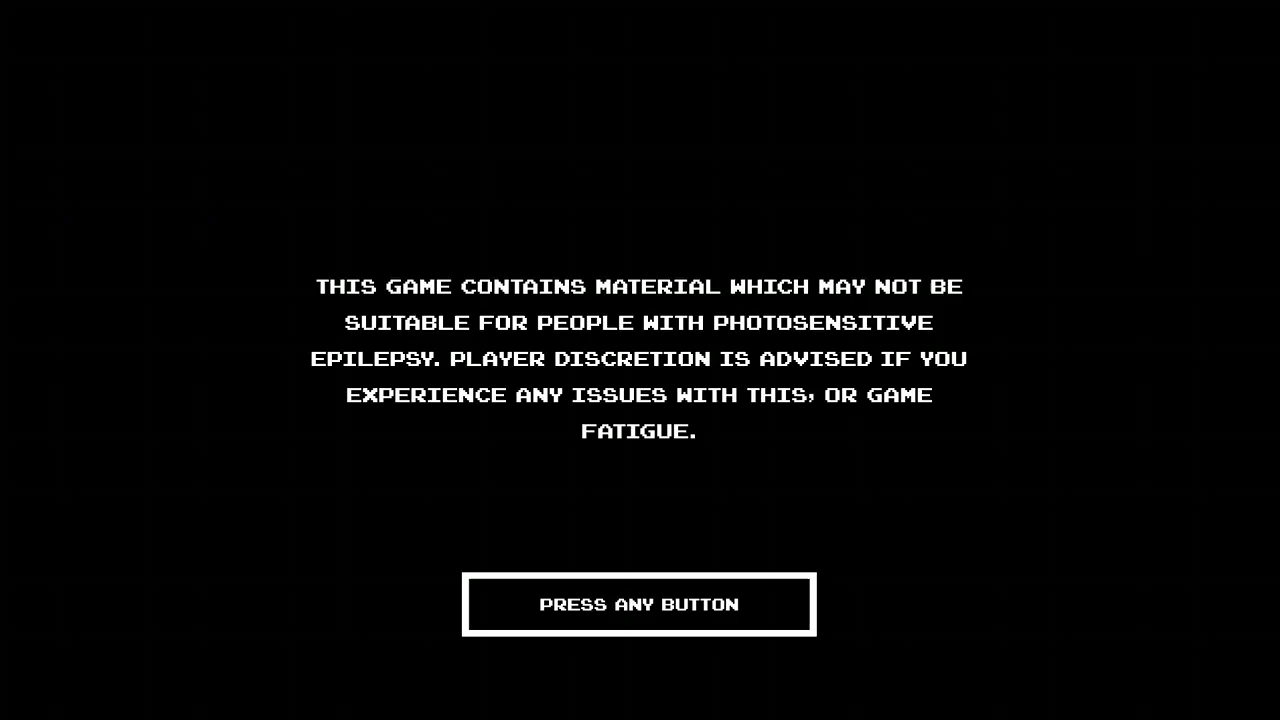 THIS GAME CONTAINS MATERIAL WHICH MAY NOT BE
SUITABLE FOR PEOPLE WITH PHOTOSENSITIVE
EPILEPSY. PLAYER DISCRETION IS ADVISED IF YOU
EXPERIENCE ANY ISSUES WITH THIS, OR GAME
FATIGUE.
PRESS ANY BUTTON